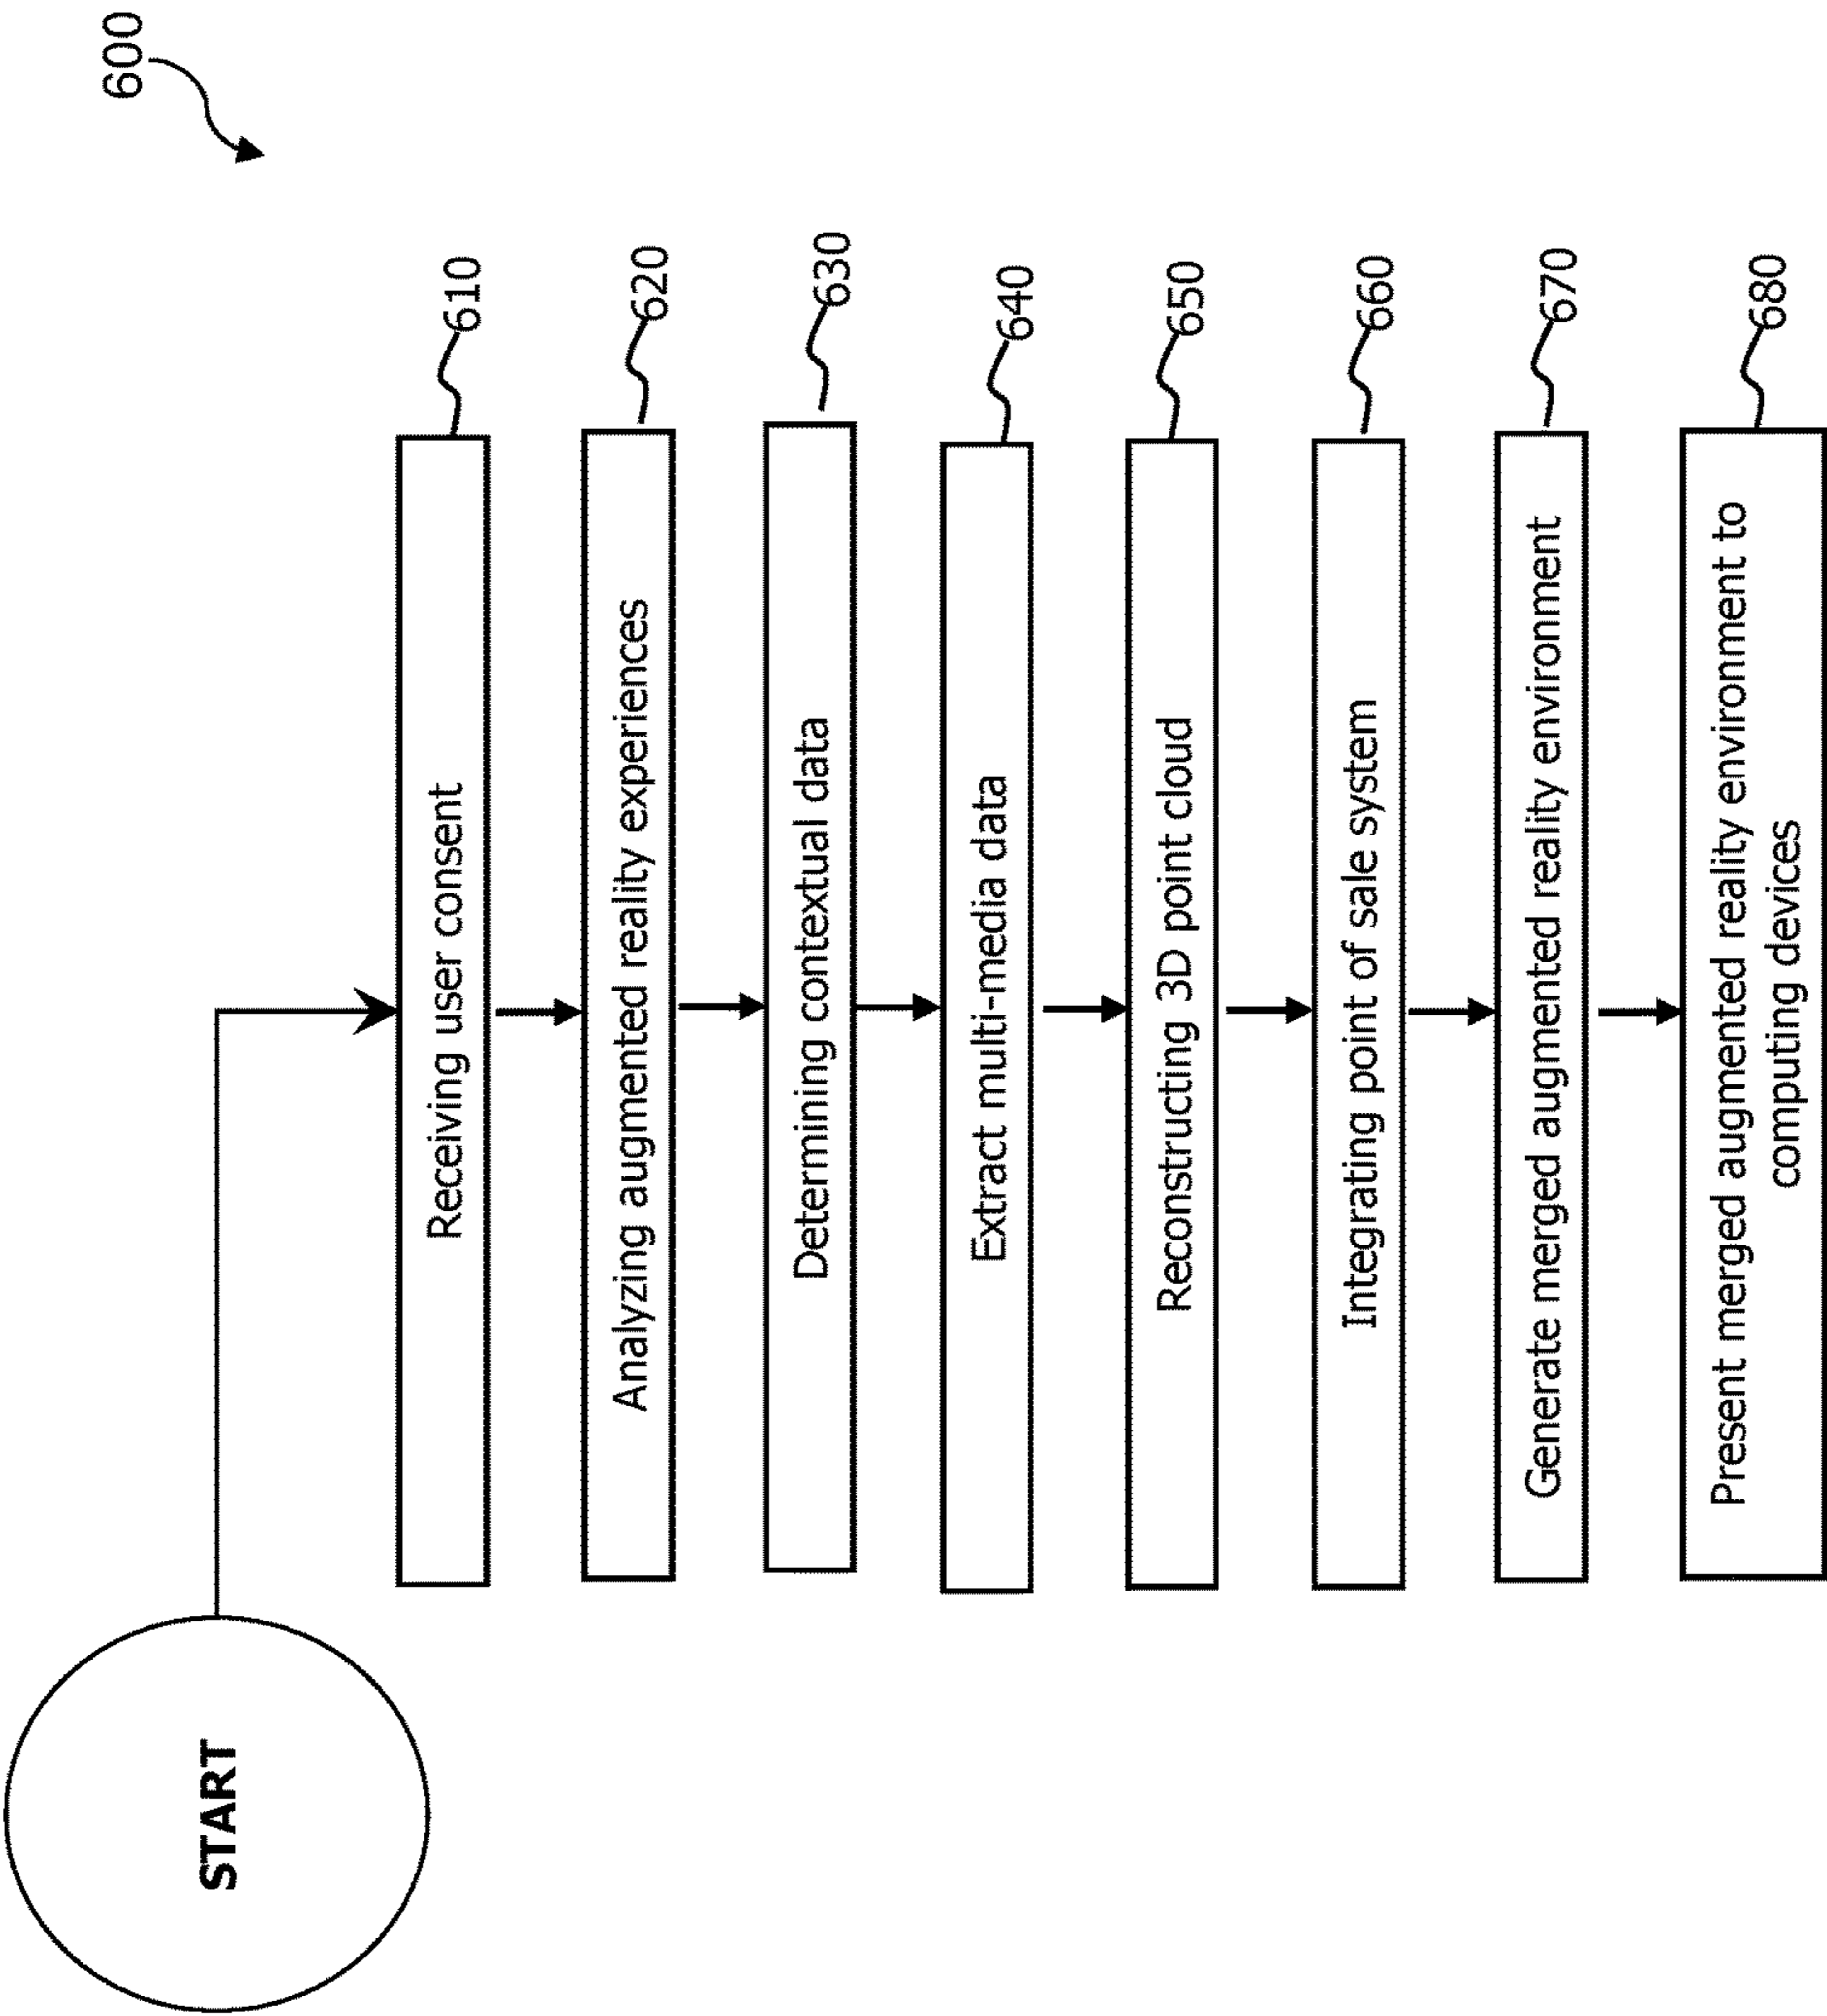 600
START
Receiving user consent
610
Analyzing augmented reality experiences
620
Determining contextual data
630
Extract multi-media data
640
Reconstructing 3D point cloud
650
Integrating point of sale system
660
Generate merged augmented reality environment
670
Present merged augmented reality environment to
computing devices
680